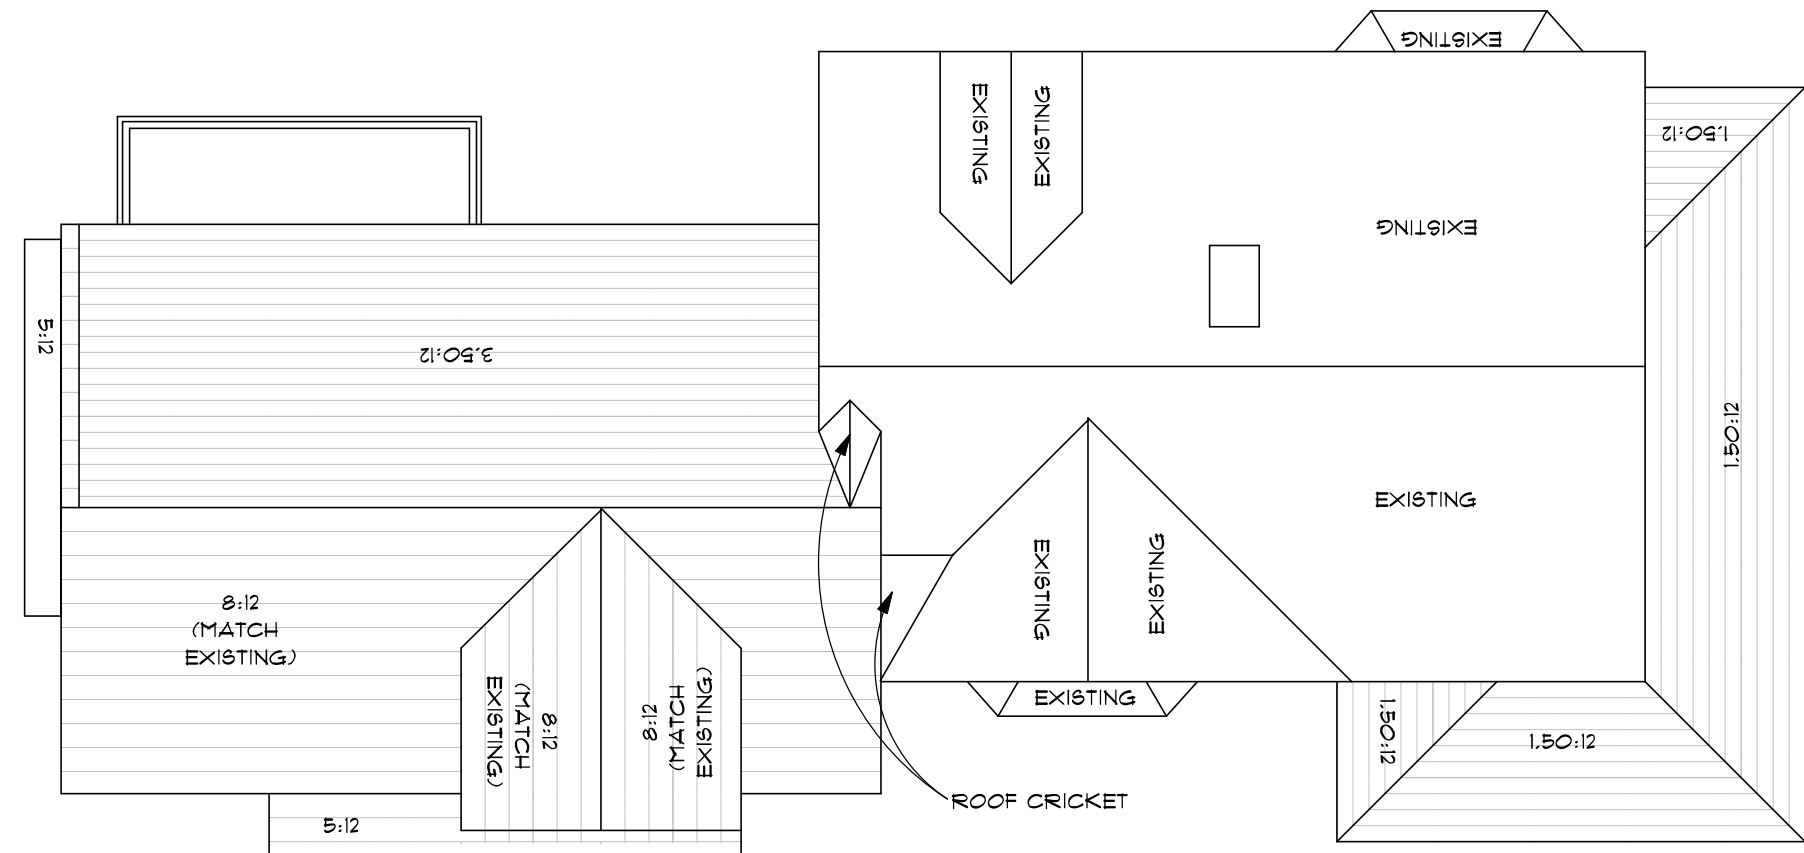 EXISTING
EXISTING
EXISTING
1.50:12
EXISTING
5:12
3.50:12
1.50:12
EXISTING
EXISTING
EXISTING
8:12
(MATCH
EXISTING)
8:12
(MATCH
EXISTING)
8:12
(MATCH
EXISTING)
EXISTING
1.50:12
1.50:12
ROOF CRICKET
5:12